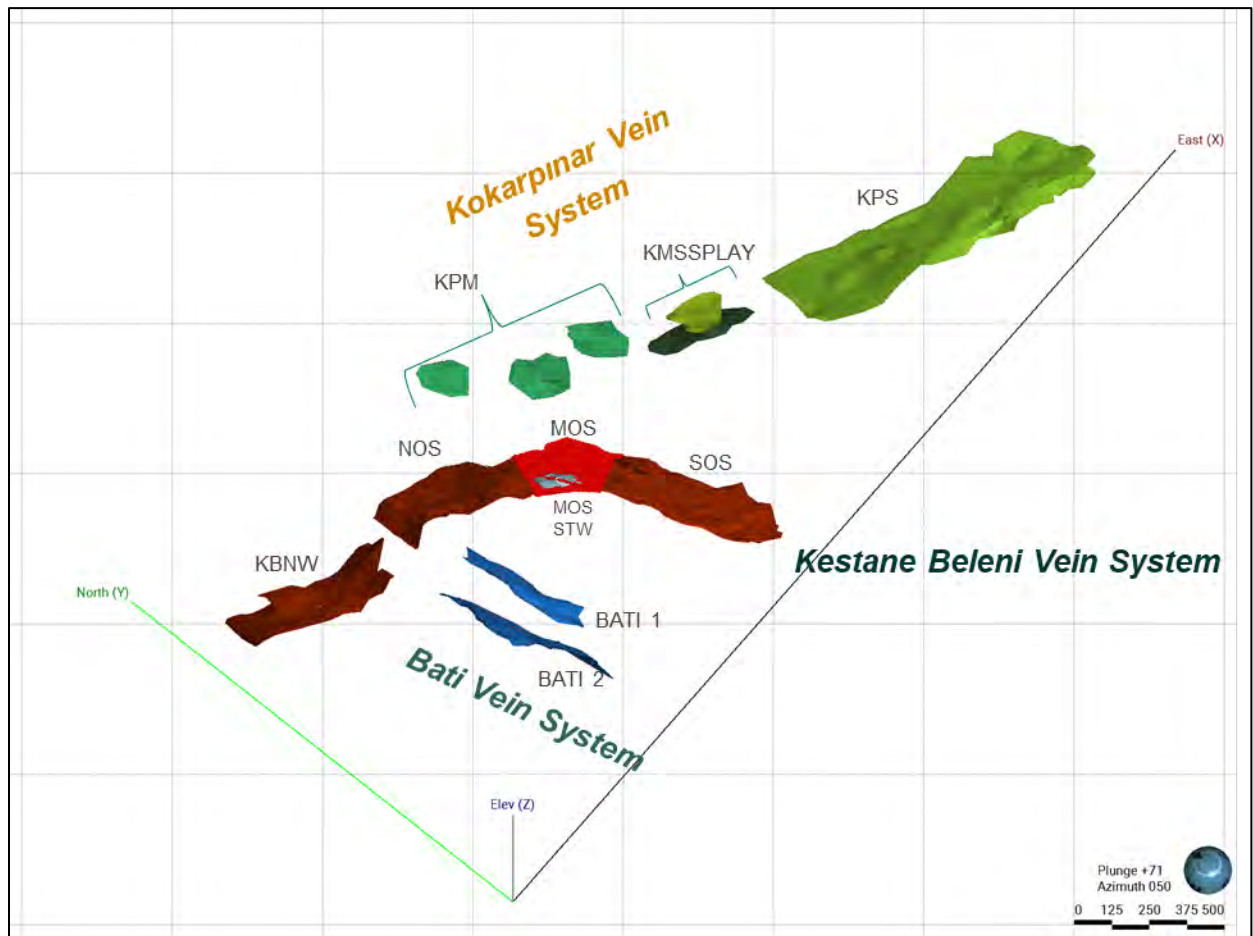 Kokarpınar Vein
System
East (X)
KPS
KMSSPLAY
KPM
MOS
NOS
SOS
MOS
STW
KBNW
Kestane Beleni Vein System
North (Y)
BATI 1
BATI 2
Bati Vein System
Elev (Z)
Plunge +71
Azimuth 050
0 125 250 375 500